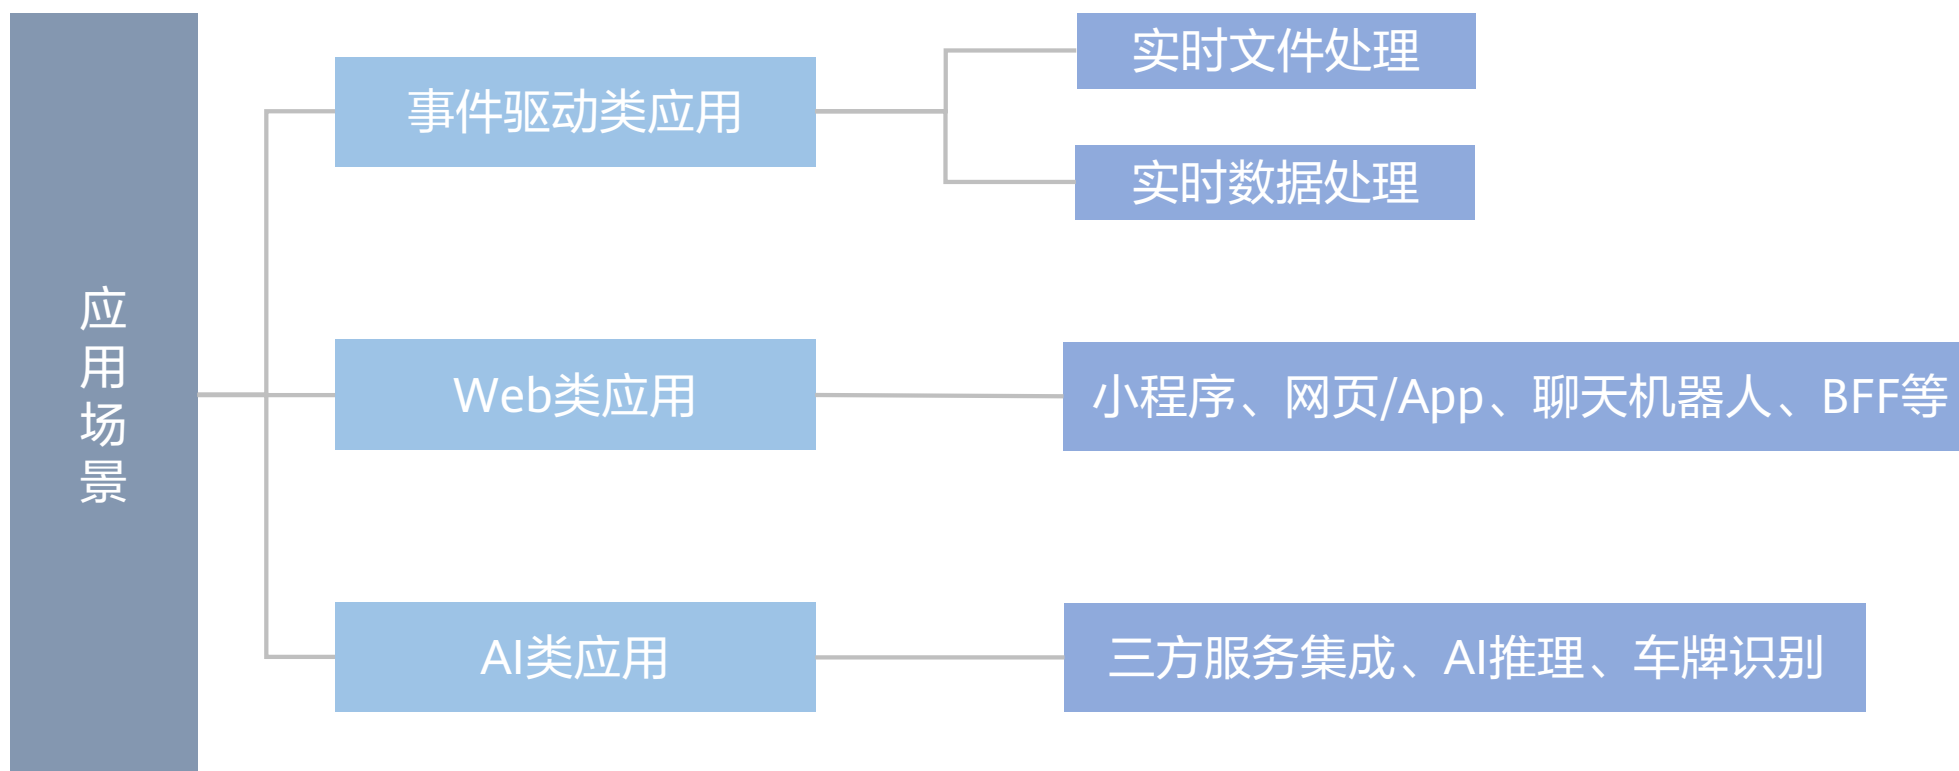 应用场景
事件驱动类应用
实时文件处理
实时数据处理
Web类应用
小程序、网页/App、聊天机器人、BFF等
AI类应用
三方服务集成、AI推理、车牌识别